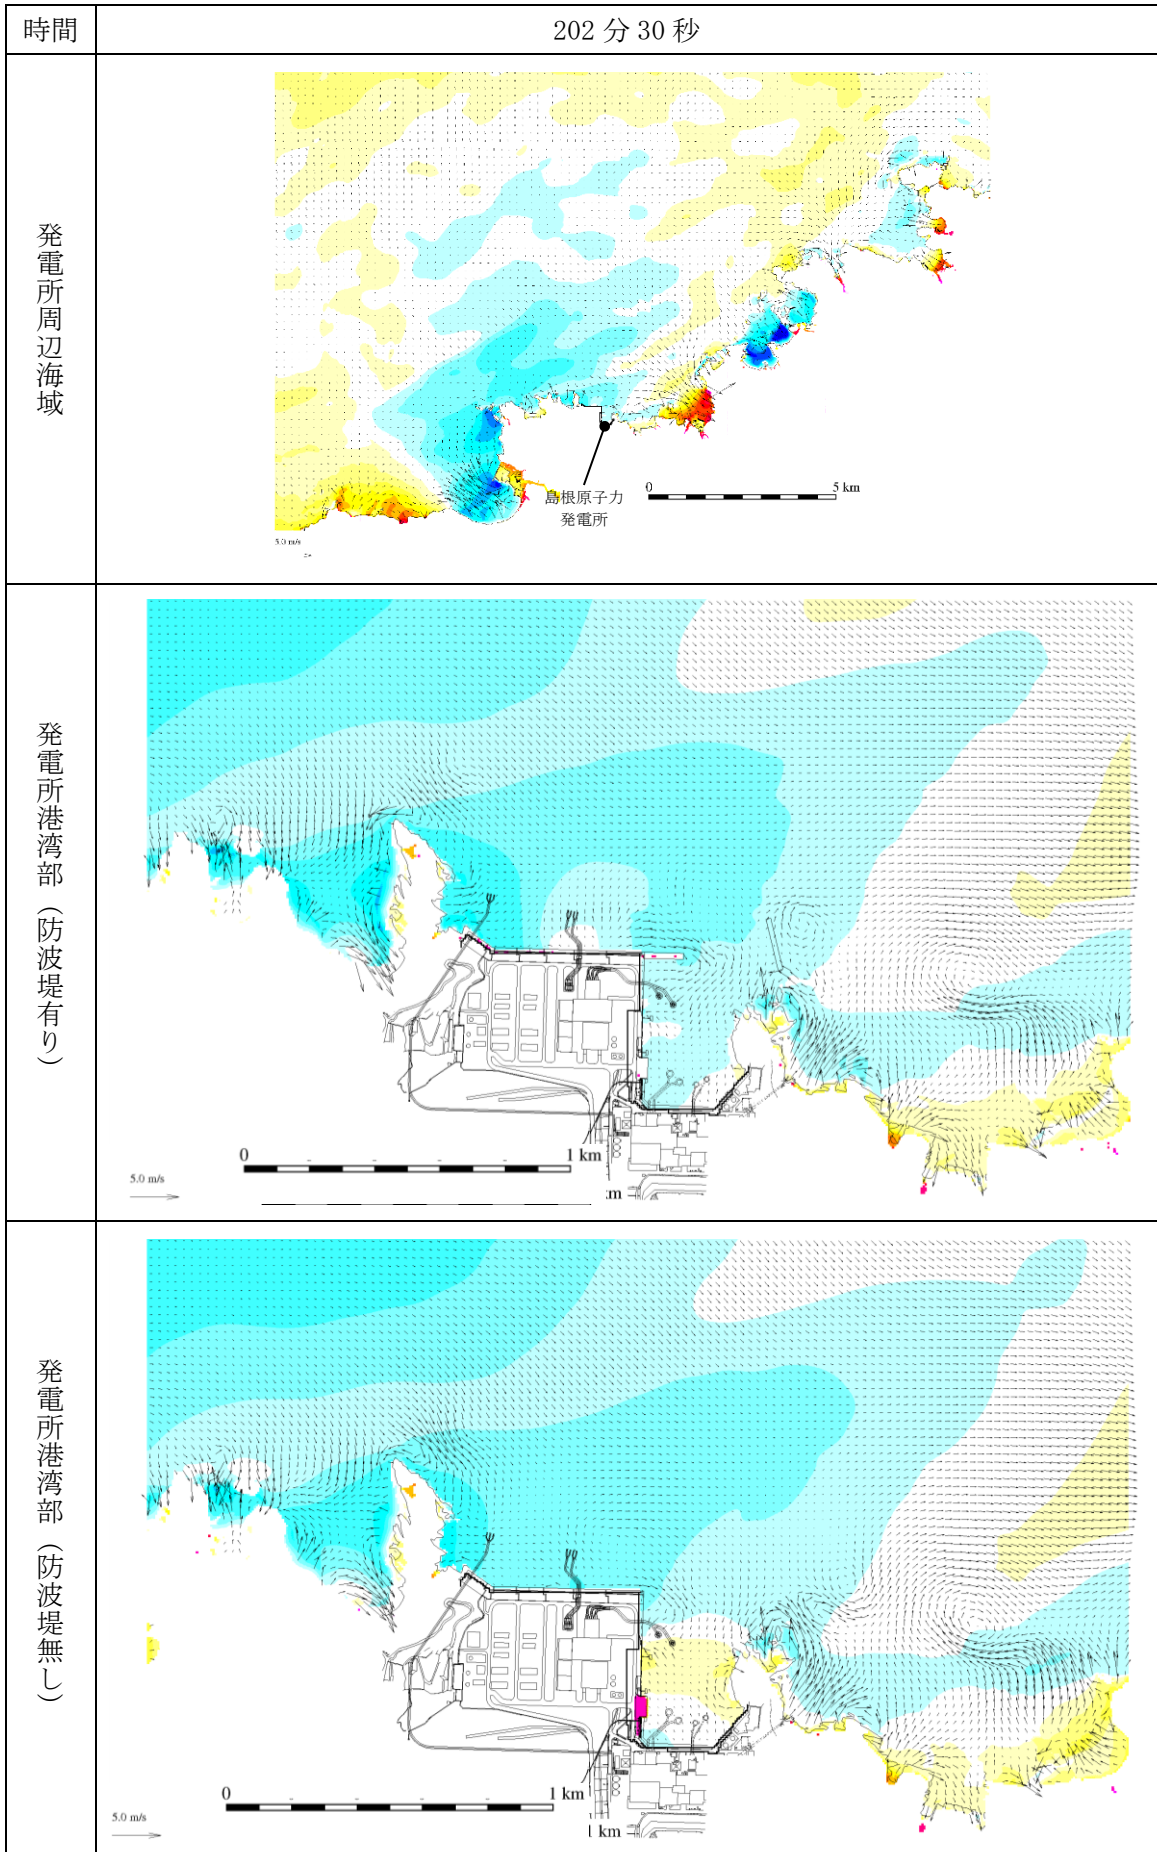 時間
202 分 30 秒
発電所周辺海域
島根原子力
発電所
0
5 km
5.0 m/s
発電所港湾部（防波堤有り）
0
1 km
5.0 m/s
km
発電所港湾部（防波堤無し）
0
1 km
5.0 m/s
1 km